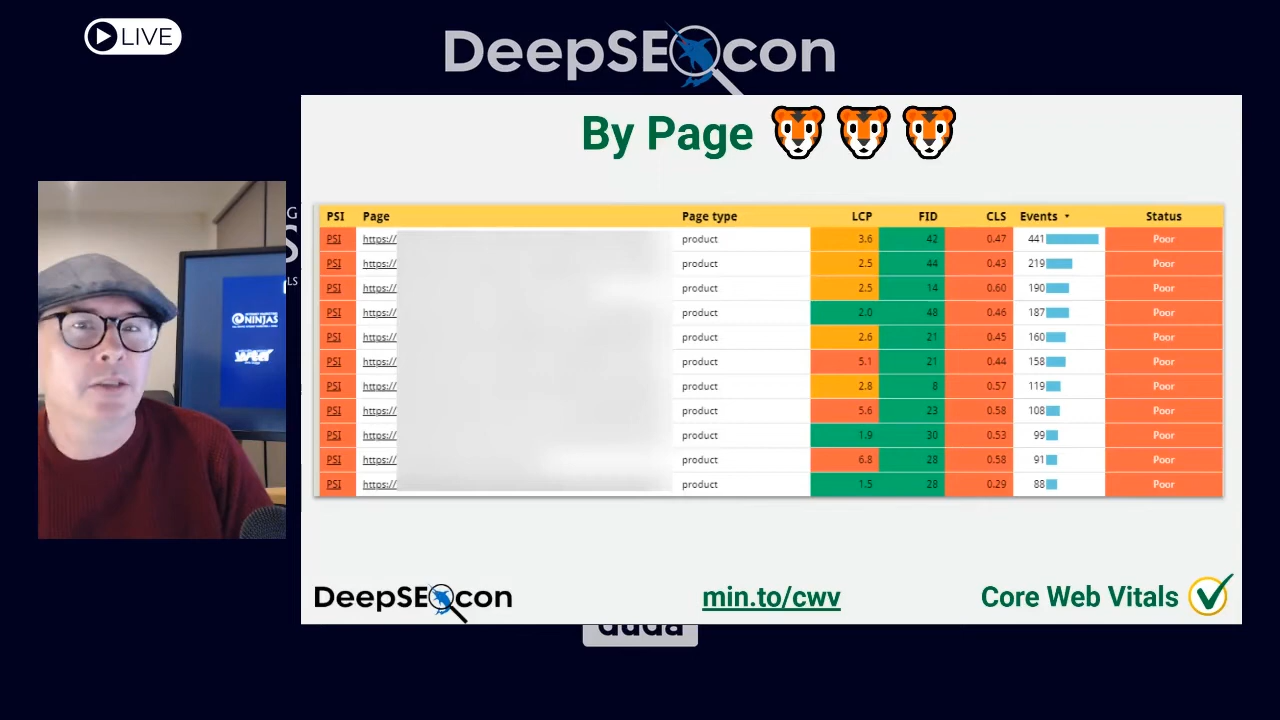 LIVE
DeepSEOcon
By Page
G
S
LS
NINJAS
PSI Page Page type LCP FID CLS Events Status
PSI https:// product 3.6 42 0.47 441 Poor
PSI https:// product 2.5 44 0.43 219 Poor
PSI https:// product 2.5 14 0.60 190 Poor
PSI https:// product 2.0 48 0.46 187 Poor
PSI https:// product 2.6 21 0.45 160 Poor
PSI https:// product 5.1 21 0.44 158 Poor
PSI https:// product 2.8 8 0.57 119 Poor
PSI https:// product 5.6 23 0.58 108 Poor
PSI https:// product 1.9 30 0.53 99 Poor
PSI https:// product 6.8 28 0.58 91 Poor
PSI https:// product 1.5 28 0.29 88 Poor
DeepSEOcon min.to/cwv Core Web Vitals
duda